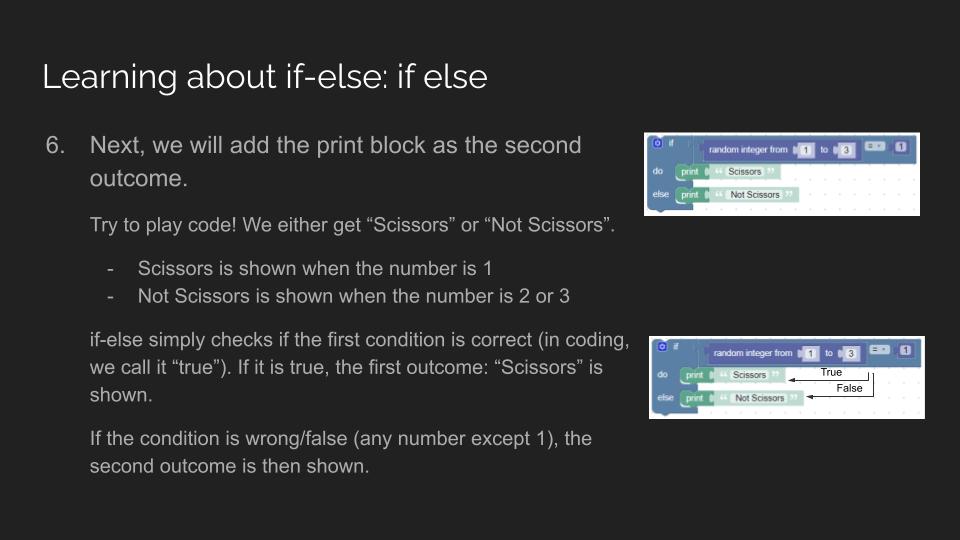 Learning about if-else: if else
6. Next, we will add the print block as the second
outcome.
Try to play code! We either get “Scissors” or “Not Scissors”.
- Scissors is shown when the number is 1
- Not Scissors is shown when the number is 2 or 3
if-else simply checks if the first condition is correct (in coding,
we call it “true”). If it is true, the first outcome: “Scissors” is
shown.
If the condition is wrong/false (any number except 1), the
second outcome is then shown.
if random integer from 1 to 3 = 1
do print “ Scissors ”
else print “ Not Scissors ”
if random integer from 1 to 3 = 1
do print “ Scissors ” True
else print “ Not Scissors ” False